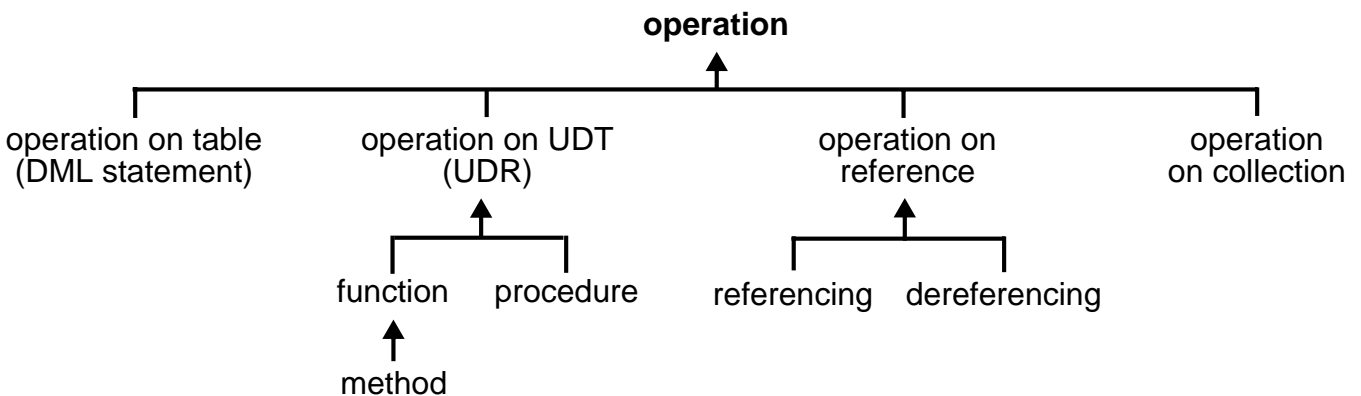 operation
operation on table
(DML statement)
operation on UDT
(UDR)
operation on
reference
operation
on collection
function
procedure
referencing
dereferencing
method